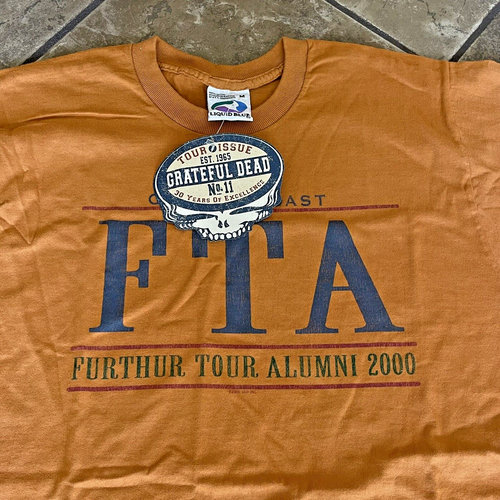 M
LIQUID BLUE
TOUR ISSUE
EST. 1965
GRATEFUL DEAD
No. 11
30 YEARS OF EXCELLENCE
AST
FTA
FURTHUR TOUR ALUMNI 2000